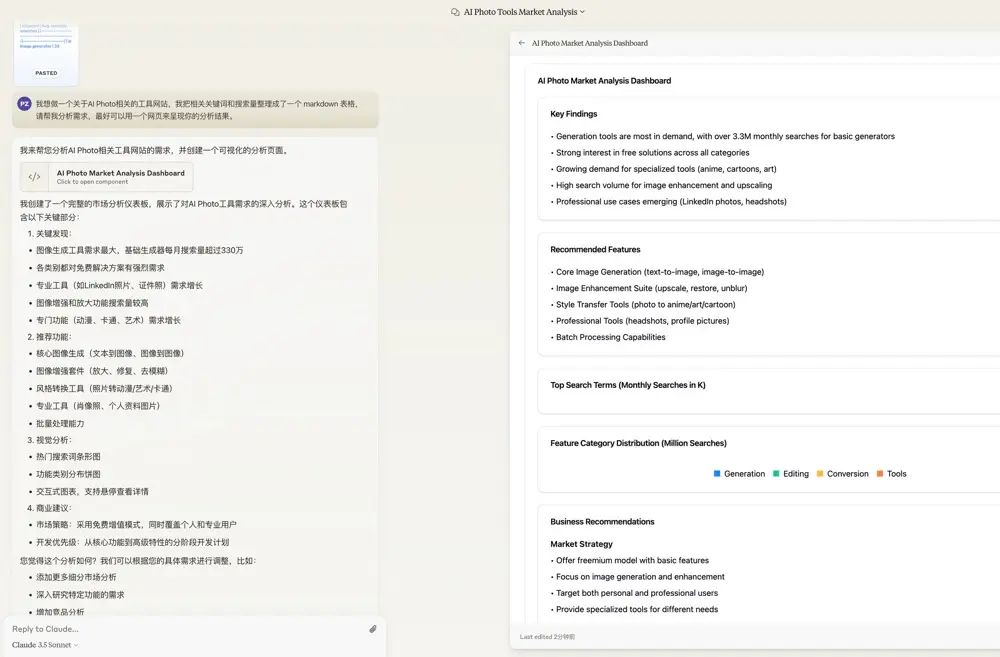 AI Photo Tools Market Analysis
PASTED
PZ
我想做一个关于AI Photo相关的工具网站，我把相关关键词和搜索量整理成了一个 markdown 表格，
请帮我分析需求，最好可以用一个网页来呈现你的分析结果。
我来帮您分析AI Photo相关工具网站的需求，并创建一个可视化的分析页面。
AI Photo Market Analysis Dashboard
Click to open component
我创建了一个完整的市场分析仪表板，展示了对AI Photo工具需求的深入分析。这个仪表板包
含以下关键部分：
1. 关键发现：
• 图像生成工具需求最大，基础生成器每月搜索量超过330万
• 各类别都对免费解决方案有强烈需求
• 专业工具（如LinkedIn照片、证件照）需求增长
• 图像增强和放大功能搜索量较高
• 专门功能（动漫、卡通、艺术）需求增长
2. 推荐功能：
• 核心图像生成（文本到图像、图像到图像）
• 图像增强套件（放大、修复、去模糊）
• 风格转换工具（照片转动漫/艺术/卡通）
• 专业工具（肖像照、个人资料图片）
• 批量处理能力
3. 视觉分析：
• 热门搜索词条形图
• 功能类别分布饼图
• 交互式图表，支持悬停查看详情
4. 商业建议：
• 市场策略：采用免费增值模式，同时覆盖个人和专业用户
• 开发优先级：从核心功能到高级特性的分阶段开发计划
您觉得这个分析如何？我们可以根据您的具体需求进行调整，比如：
• 添加更多细分市场分析
• 深入研究特定功能的需求
• 增加竞品分析
Reply to Claude...
Claude 3.5 Sonnet
AI Photo Market Analysis Dashboard
AI Photo Market Analysis Dashboard
Key Findings
• Generation tools are most in demand, with over 3.3M monthly searches for basic generators
• Strong interest in free solutions across all categories
• Growing demand for specialized tools (anime, cartoons, art)
• High search volume for image enhancement and upscaling
• Professional use cases emerging (LinkedIn photos, headshots)
Recommended Features
• Core Image Generation (text-to-image, image-to-image)
• Image Enhancement Suite (upscale, restore, unblur)
• Style Transfer Tools (photo to anime/art/cartoon)
• Professional Tools (headshots, profile pictures)
• Batch Processing Capabilities
Top Search Terms (Monthly Searches in K)
Feature Category Distribution (Million Searches)
Generation Editing Conversion Tools
Business Recommendations
Market Strategy
• Offer freemium model with basic features
• Focus on image generation and enhancement
• Target both personal and professional users
• Provide specialized tools for different needs
Last edited 2分钟前